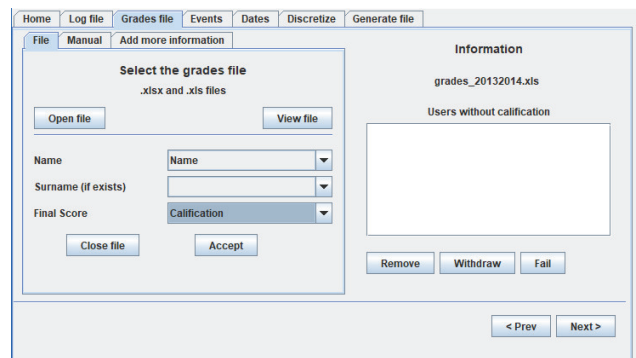 Home Log file Grades file Events Dates Discretize Generate file
File Manual Add more information
Select the grades file
.xlsx and .xls files
Open file View file
Name Name
Surname (if exists)
Final Score Calification
Close file Accept
Information
grades_20132014.xls
Users without calification
Remove Withdraw Fail
< Prev Next >